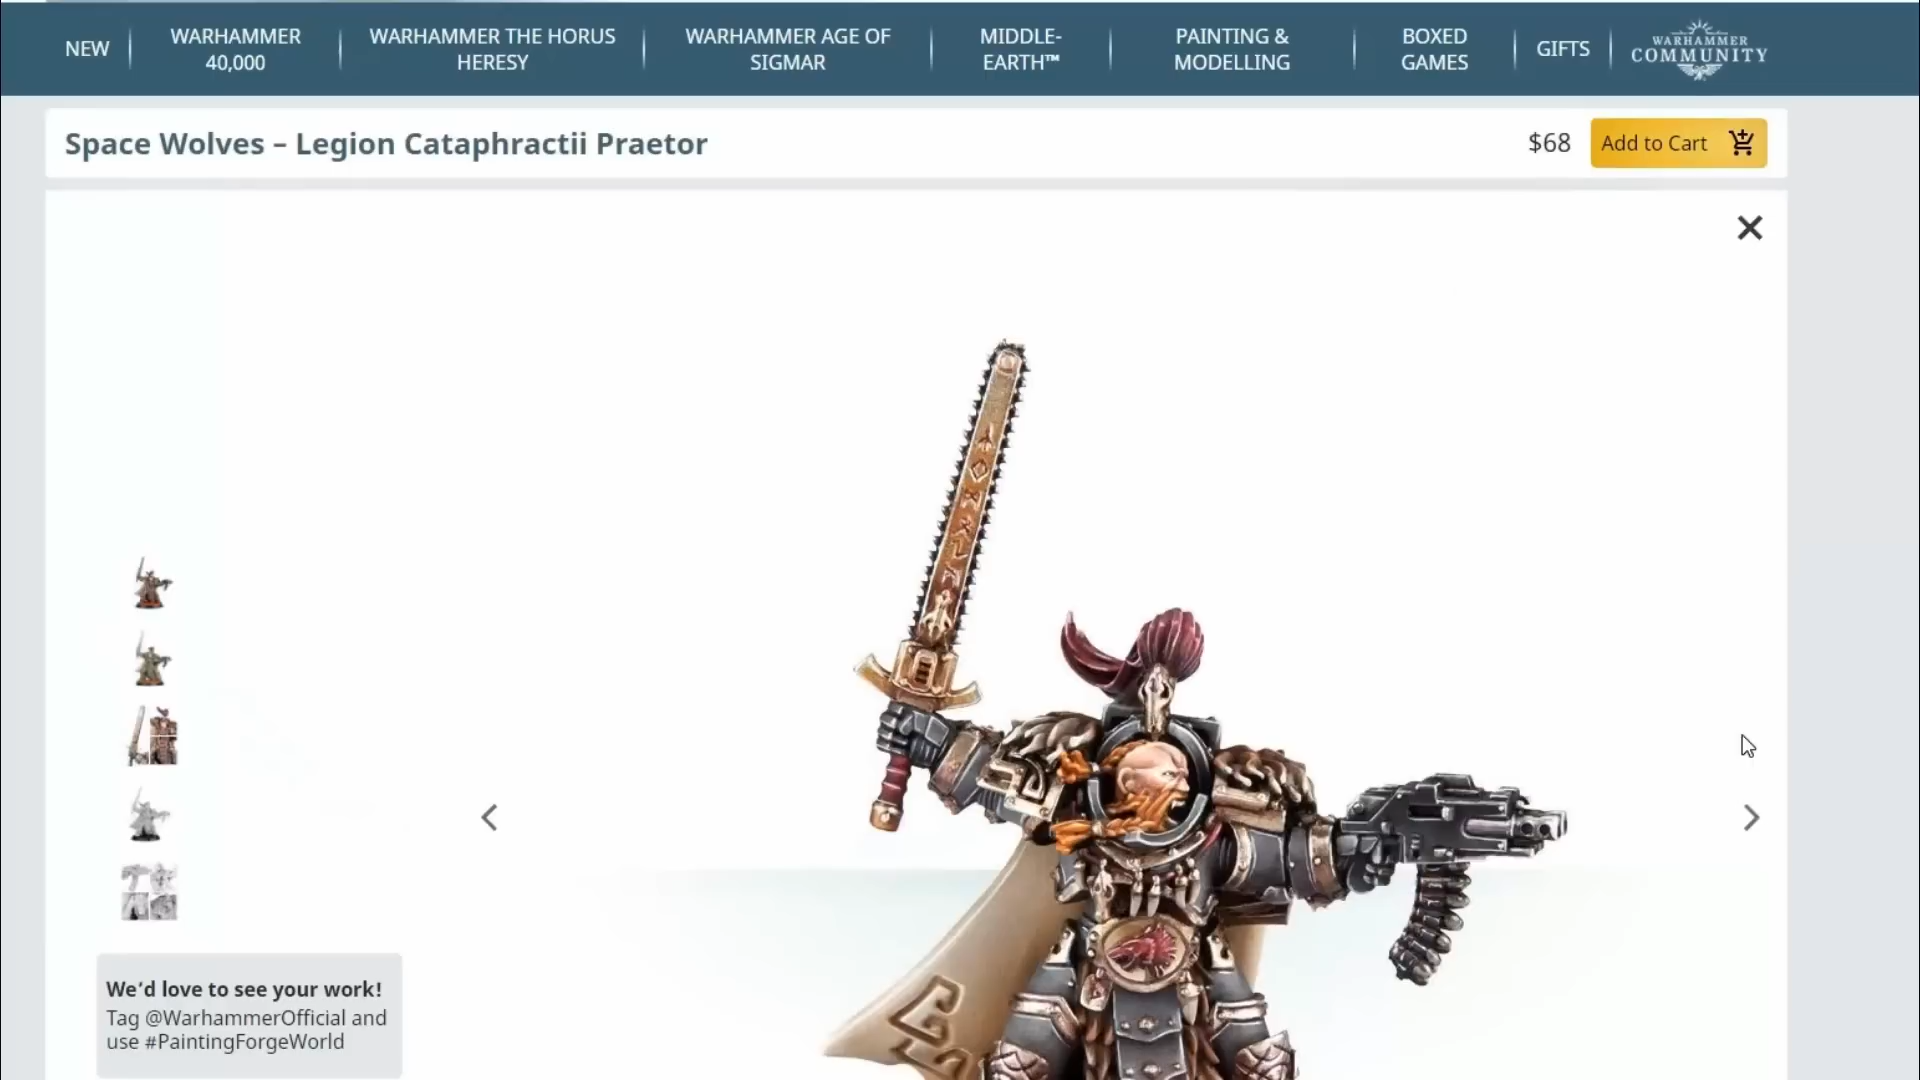 NEW
WARHAMMER
40,000
WARHAMMER THE HORUS
HERESY
WARHAMMER AGE OF
SIGMAR
MIDDLE-
EARTH™
PAINTING &
MODELLING
BOXED
GAMES
GIFTS
WARHAMMER
COMMUNITY
Space Wolves – Legion Cataphractii Praetor
$68
Add to Cart
We’d love to see your work!
Tag @WarhammerOfficial and
use #PaintingForgeWorld